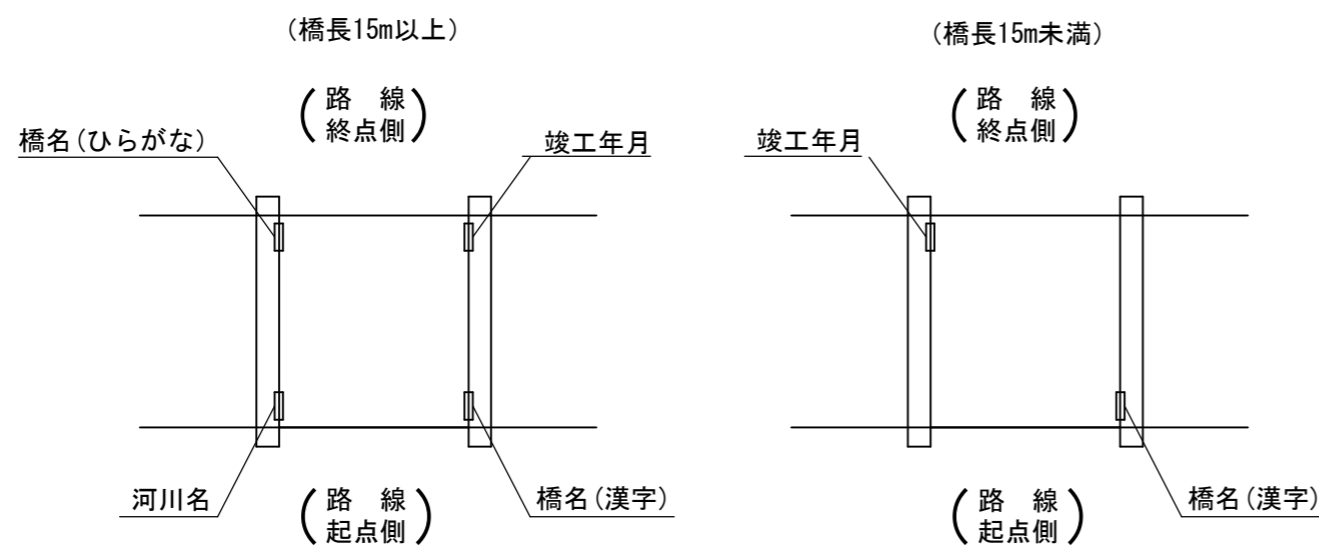 (橋長15m以上)
(路　線
終点側)
橋名(ひらがな)
竣工年月
河川名
(路　線
起点側)
橋名(漢字)
(橋長15m未満)
(路　線
終点側)
竣工年月
(路　線
起点側)
橋名(漢字)